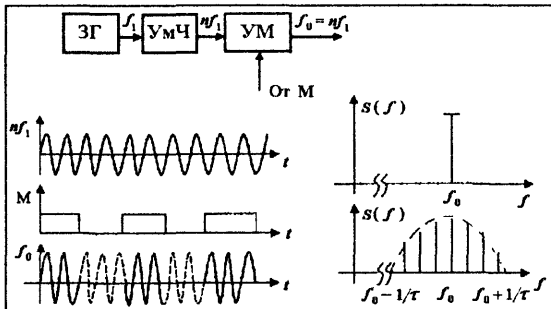 ЗГ f₁ УмЧ nf₁ УМ f₀ = nf₁
От М
nf₁
t
S(f)
f₀
f
М
t
f₀
t
S(f)
f₀ − 1/τ f₀ f₀ + 1/τ f